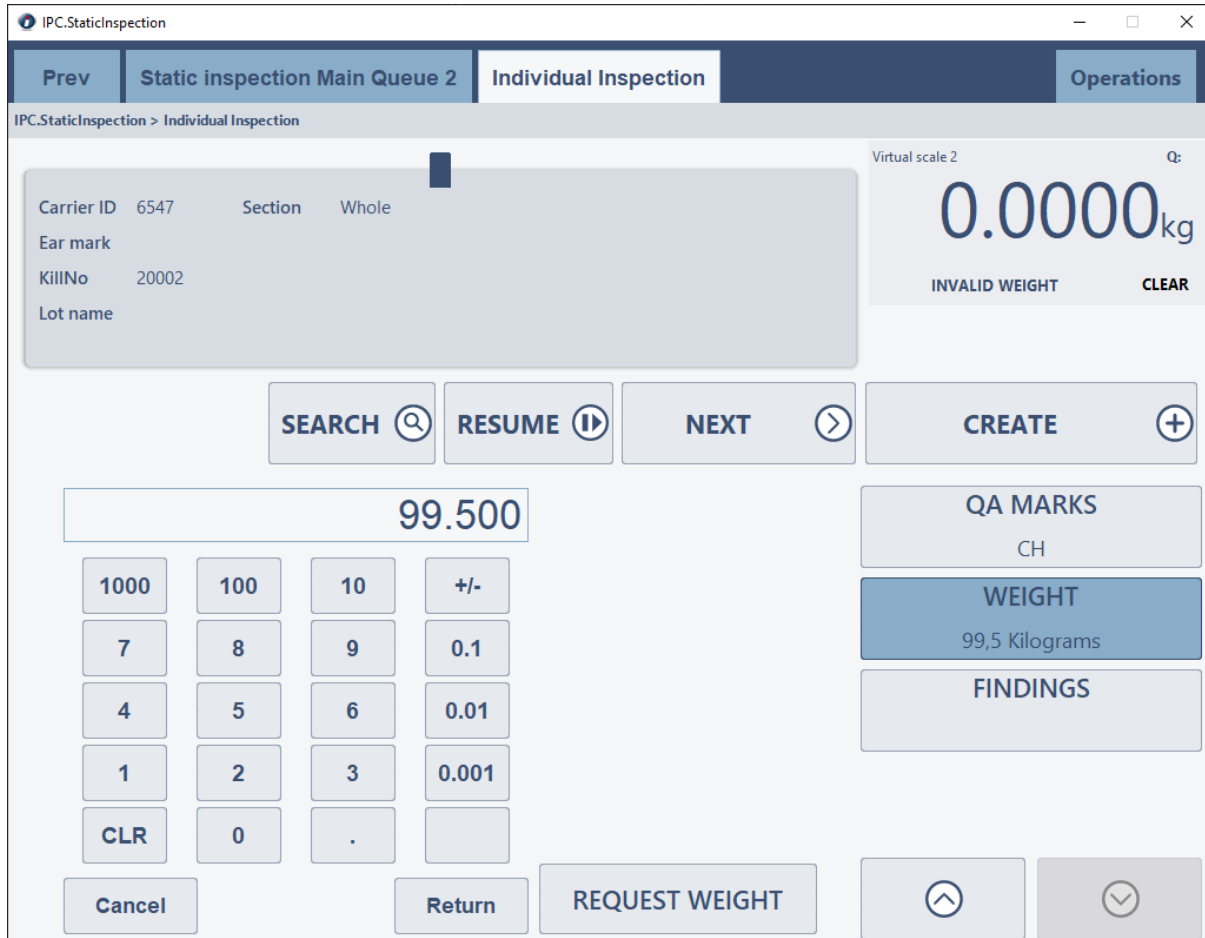 IPC.StaticInspection
Prev Static inspection Main Queue 2 Individual Inspection Operations
IPC.StaticInspection > Individual Inspection
Virtual scale 2 Q:
0.0000kg
INVALID WEIGHT CLEAR
Carrier ID 6547 Section Whole
Ear mark
KillNo 20002
Lot name
SEARCH RESUME NEXT CREATE
99.500
1000 100 10 +/-
7 8 9 0.1
4 5 6 0.01
1 2 3 0.001
CLR 0 .
Cancel Return REQUEST WEIGHT
QA MARKS
CH
WEIGHT
99,5 Kilograms
FINDINGS